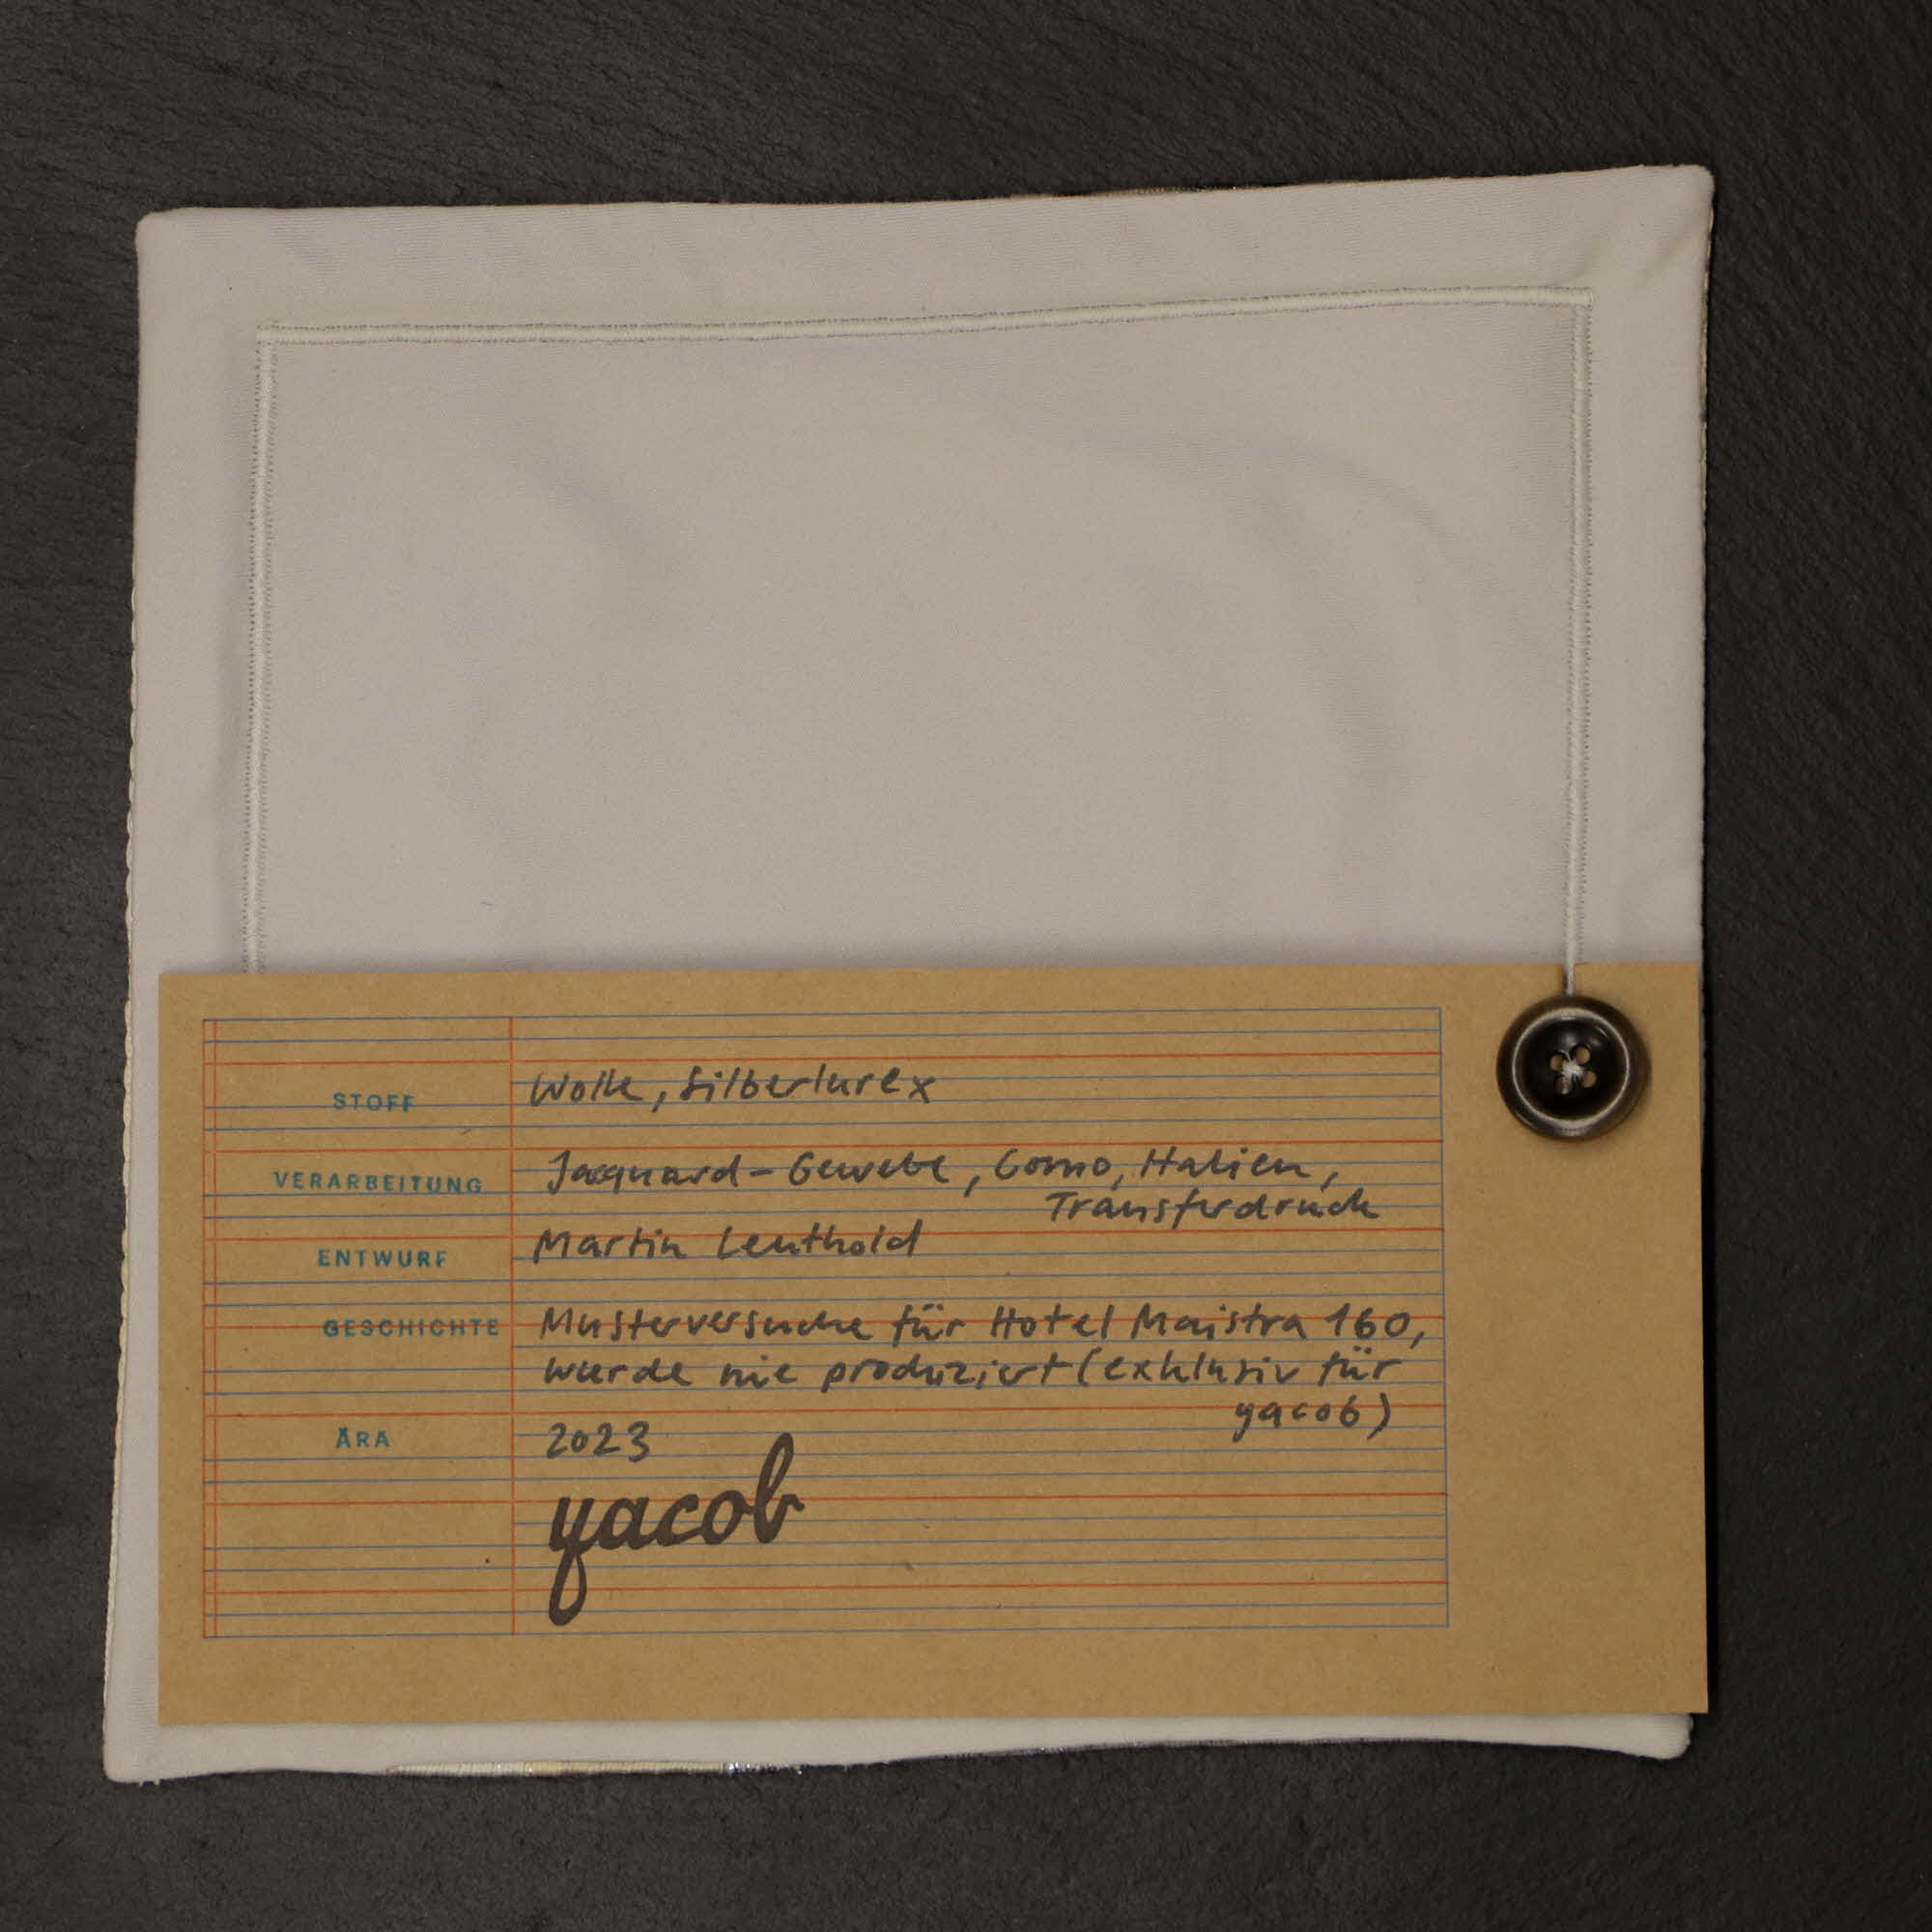 STOFF Wolle, Silberlurex
VERARBEITUNG Jacquard-Gewebe, Como, Italien,
Transferdruck
ENTWURF Martin Leuthold
GESCHICHTE Musterversuche für Hotel Maistra 160,
wurde nie produziert (exklusiv für
yacob)
ÄRA 2023
yacob